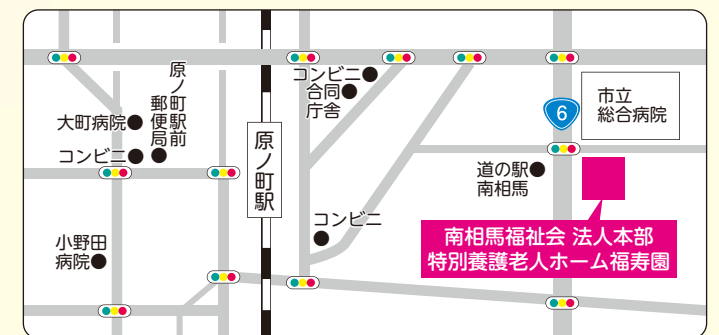 コンビニ
合同
庁舎
原ノ町駅前
郵便局
大町病院
コンビニ
原ノ町駅
6
市立
総合病院
道の駅
南相馬
コンビニ
小野田
病院
南相馬福祉会 法人本部
特別養護老人ホーム福寿園